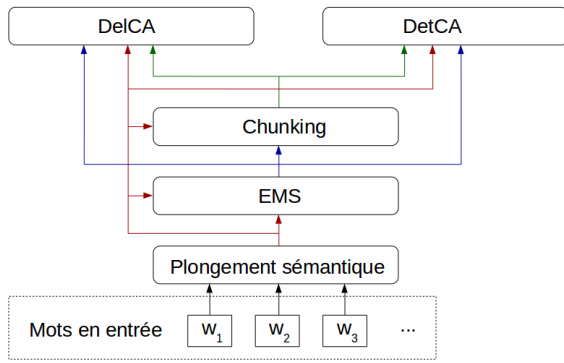 DelCA DetCA
Chunking
EMS
Plongement sémantique
Mots en entrée w1 w2 w3 ...